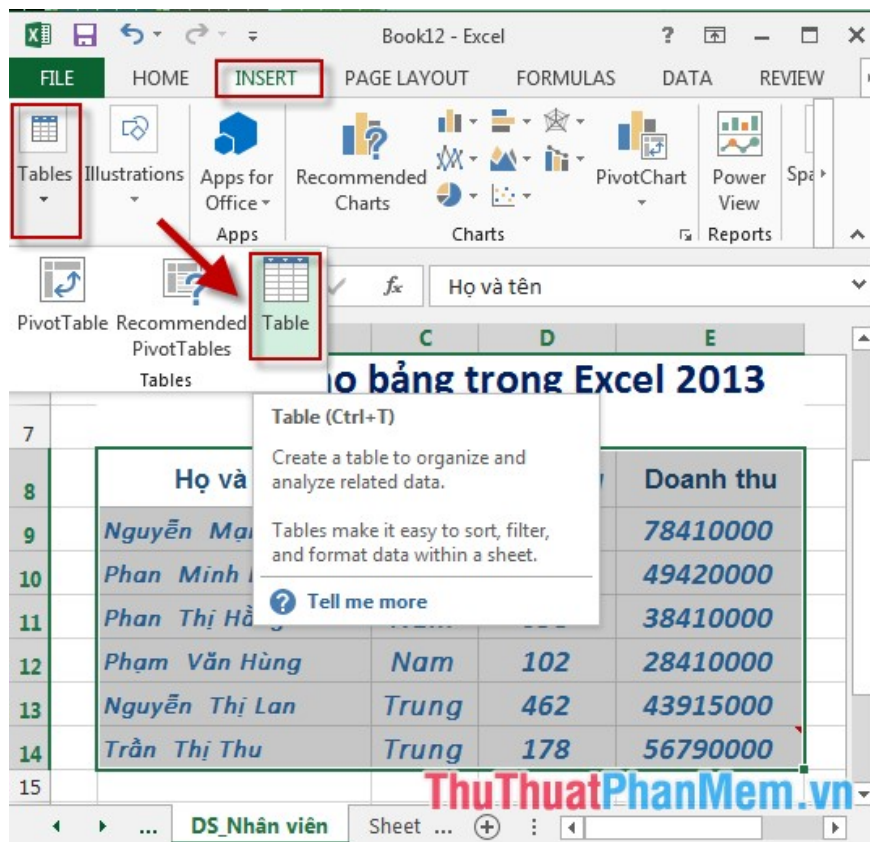 Book12 - Excel
FILE HOME INSERT PAGE LAYOUT FORMULAS DATA REVIEW
Tables Illustrations Apps for Office Recommended Charts PivotChart Power View
Apps Charts Reports
fx Họ và tên
PivotTable Recommended PivotTables Table
Tables
C D E
bảng trong Excel 2013
Table (Ctrl+T)
7
Create a table to organize and
analyze related data.
8 Họ và Doanh thu
Tables make it easy to sort, filter,
and format data within a sheet.
Tell me more
9 Nguyễn 78410000
10 Phan Minh 49420000
11 Phan Thị 38410000
12 Phạm Văn Hùng Nam 102 28410000
13 Nguyễn Thị Lan Trung 462 43915000
14 Trần Thị Thu Trung 178 56790000
15
ThuThuatPhanMem.vn
... DS_Nhân viên Sheet ...